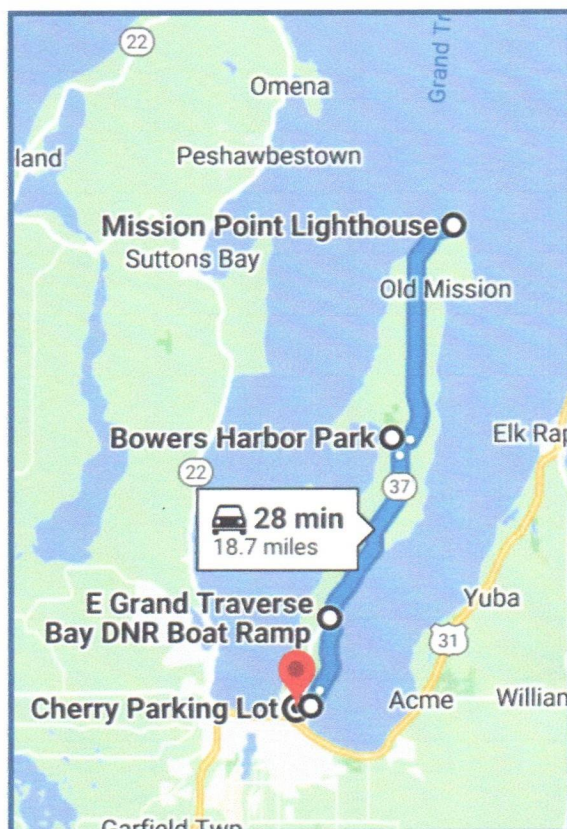 22
Omena
Grand Tr
land
Peshawbestown
Mission Point Lighthouse
Suttons Bay
Old Mission
Bowers Harbor Park
Elk Rap
22
37
28 min
18.7 miles
E Grand Traverse
Bay DNR Boat Ramp
Yuba
31
Cherry Parking Lot
Acme
William
Garfield Twp